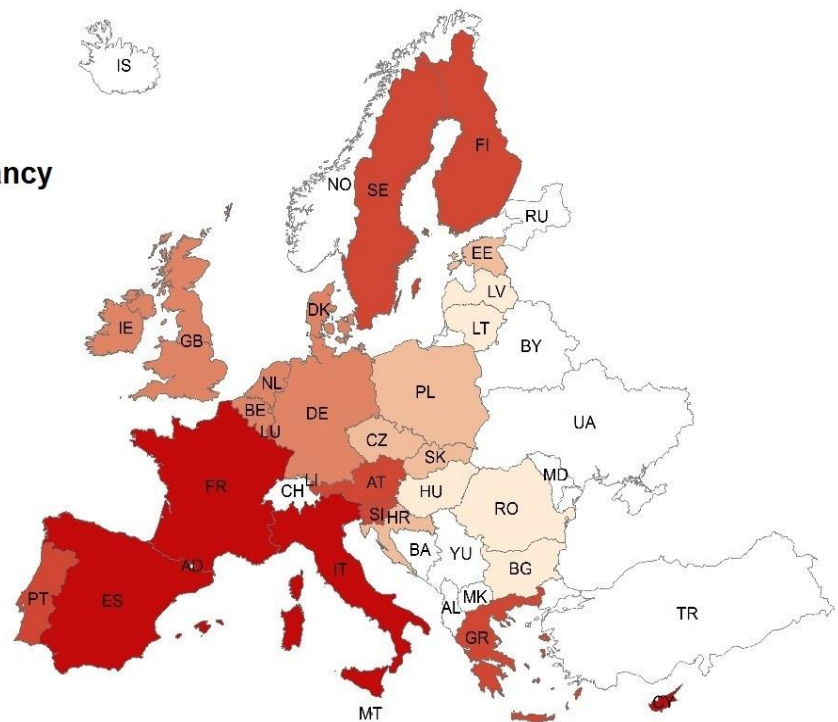 IS
ancy
FI
NO
SE
RU
EE
LV
DK
LT
IE
GB
BY
NL
PL
BE
DE
UA
LU
CZ
SK
MD
LI
FR
CH
AT
HU
RO
SI
HR
BA
YU
AD
IT
BG
PT
ES
MK
AL
TR
GR
CY
MT